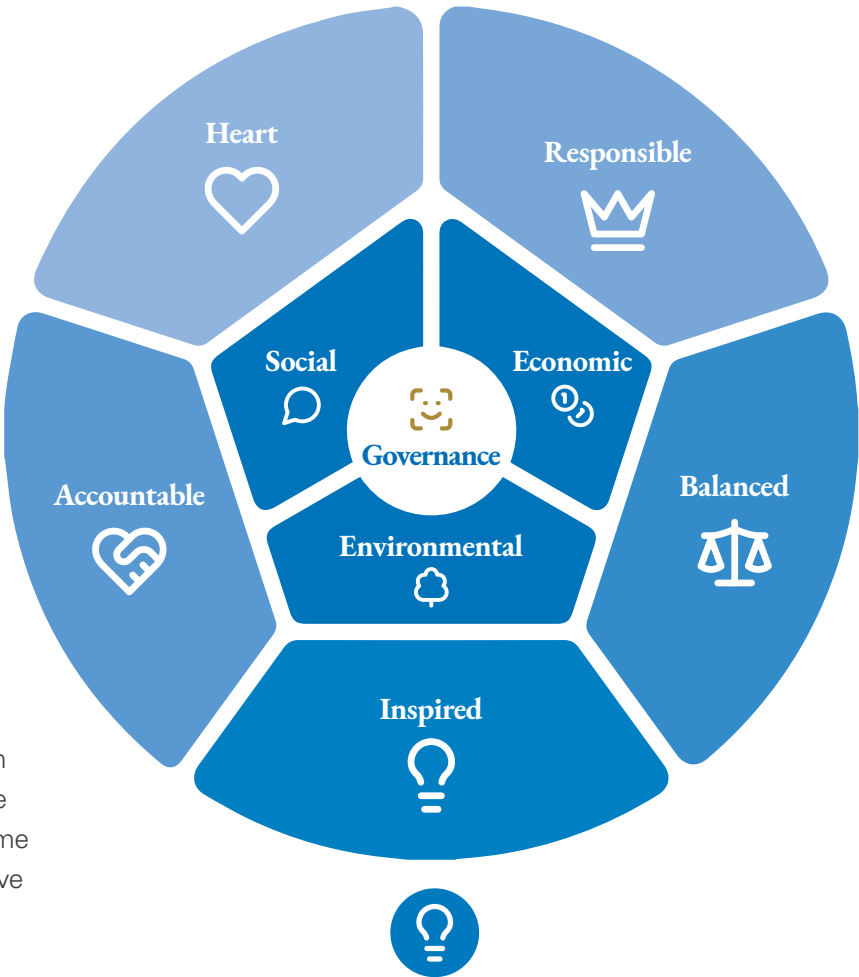 Heart
Responsible
Social
Economic
Governance
Accountable
Balanced
Environmental
Inspired